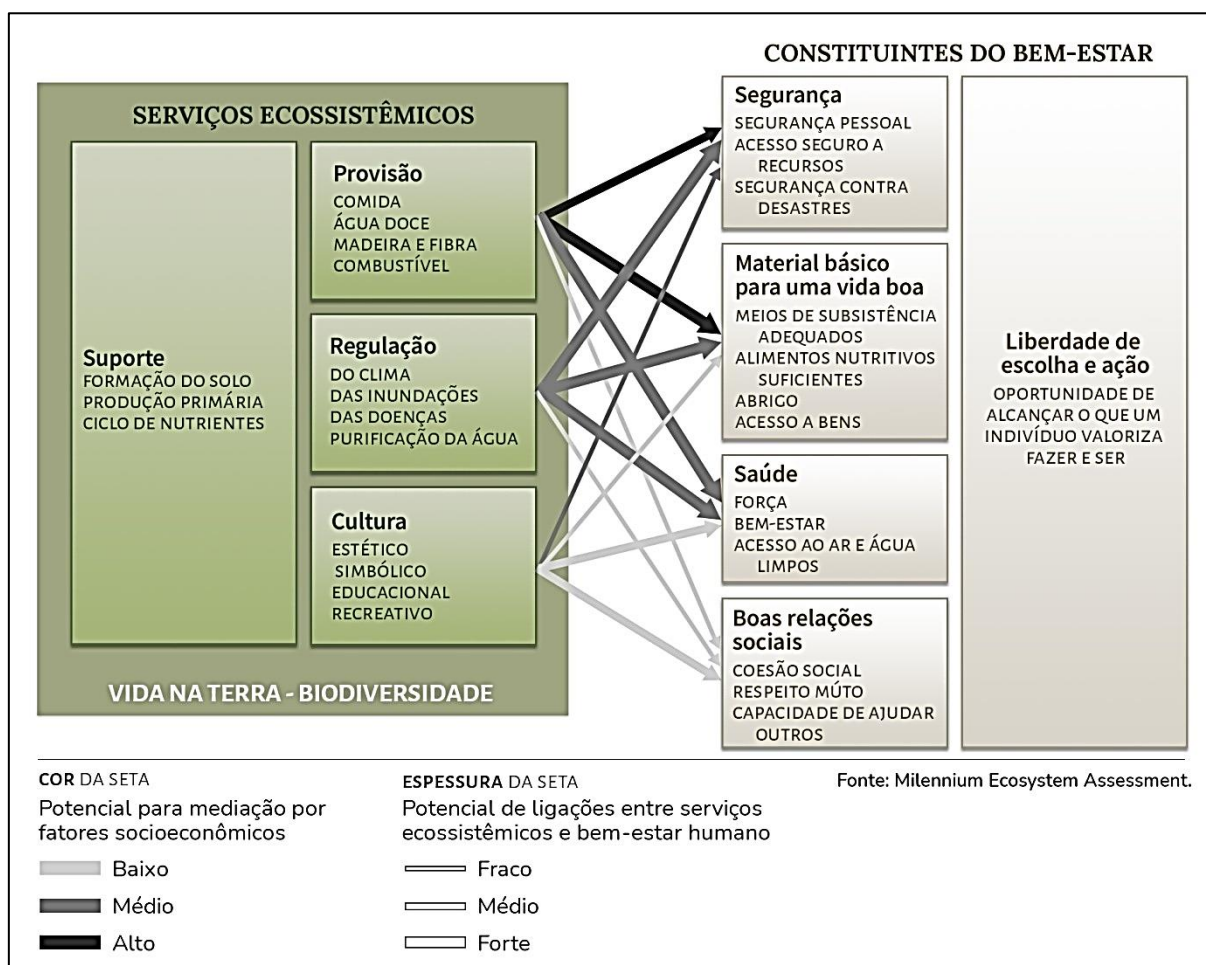 CONSTITUINTES DO BEM-ESTAR
SERVIÇOS ECOSSISTÊMICOS
Suporte
FORMAÇÃO DO SOLO
PRODUÇÃO PRIMÁRIA
CICLO DE NUTRIENTES
Provisão
COMIDA
ÁGUA DOCE
MADEIRA E FIBRA
COMBUSTÍVEL
Regulação
DO CLIMA
DAS INUNDAÇÕES
DAS DOENÇAS
PURIFICAÇÃO DA ÁGUA
Cultura
ESTÉTICO
SIMBÓLICO
EDUCACIONAL
RECREATIVO
VIDA NA TERRA - BIODIVERSIDADE
Segurança
SEGURANÇA PESSOAL
ACESSO SEGURO A
RECURSOS
SEGURANÇA CONTRA
DESASTRES
Material básico
para uma vida boa
MEIOS DE SUBSISTÊNCIA
ADEQUADOS
ALIMENTOS NUTRITIVOS
SUFICIENTES
ABRIGO
ACESSO A BENS
Saúde
FORÇA
BEM-ESTAR
ACESSO AO AR E ÁGUA
LIMPOS
Boas relações
sociais
COESÃO SOCIAL
RESPEITO MÚTO
CAPACIDADE DE AJUDAR
OUTROS
Liberdade de
escolha e ação
OPORTUNIDADE DE
ALCANÇAR O QUE UM
INDIVÍDUO VALORIZA
FAZER E SER
COR DA SETA
Potencial para mediação por
fatores socioeconômicos
Baixo
Médio
Alto
ESPESSURA DA SETA
Potencial de ligações entre serviços
ecossistêmicos e bem-estar humano
Fraco
Médio
Forte
Fonte: Milennium Ecosystem Assessment.